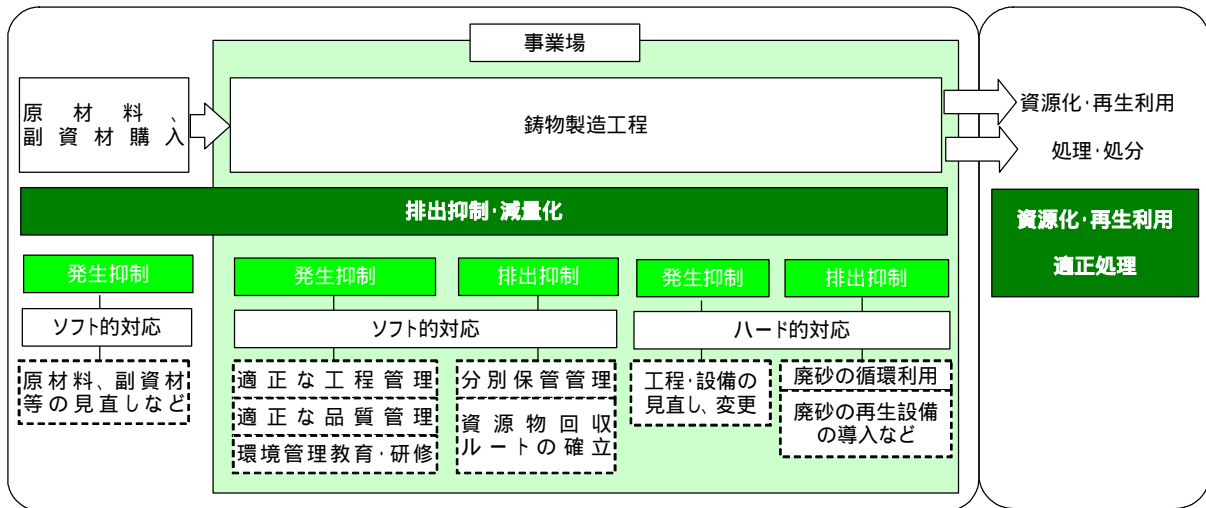 事業場
原材料、
副資材購入
鋳物製造工程
資源化・再生利用
処理・処分
排出抑制・減量化
資源化・再生利用
適正処理
発生抑制
ソフト的対応
原材料、副資材
等の見直しなど
発生抑制
排出抑制
ソフト的対応
適正な工程管理
適正な品質管理
環境管理教育・研修
分別保管管理
資源物回収
ルートの確立
発生抑制
排出抑制
ハード的対応
工程・設備の
見直し、変更
廃砂の循環利用
廃砂の再生設備
の導入など